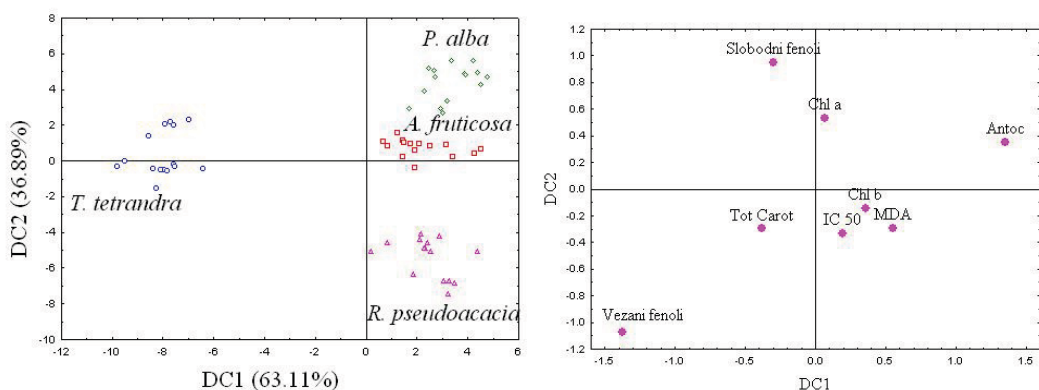 8
6
4
2
0
-2
-4
-6
-8
-10
DC2 (36.89%)
-12 -10 -8 -6 -4 -2 0 2 4 6
DC1 (63.11%)
P. alba
A. fruticosa
T. tetrandra
R. pseudoacacia
1.2
1.0
0.8
0.6
0.4
0.2
0.0
-0.2
-0.4
-0.6
-0.8
-1.0
-1.2
DC2
-1.5 -1.0 -0.5 0.0 0.5 1.0 1.5
DC1
Slobodni fenoli
Chl a
Antoc
Chl b
Tot Carot
IC 50
MDA
Vezani fenoli